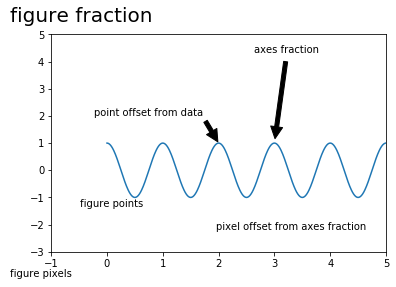 figure fraction
5
axes fraction
4
3
point offset from data
2
1
0
−1
figure points
−2
pixel offset from axes fraction
−3
−1 0 1 2 3 4 5
figure pixels